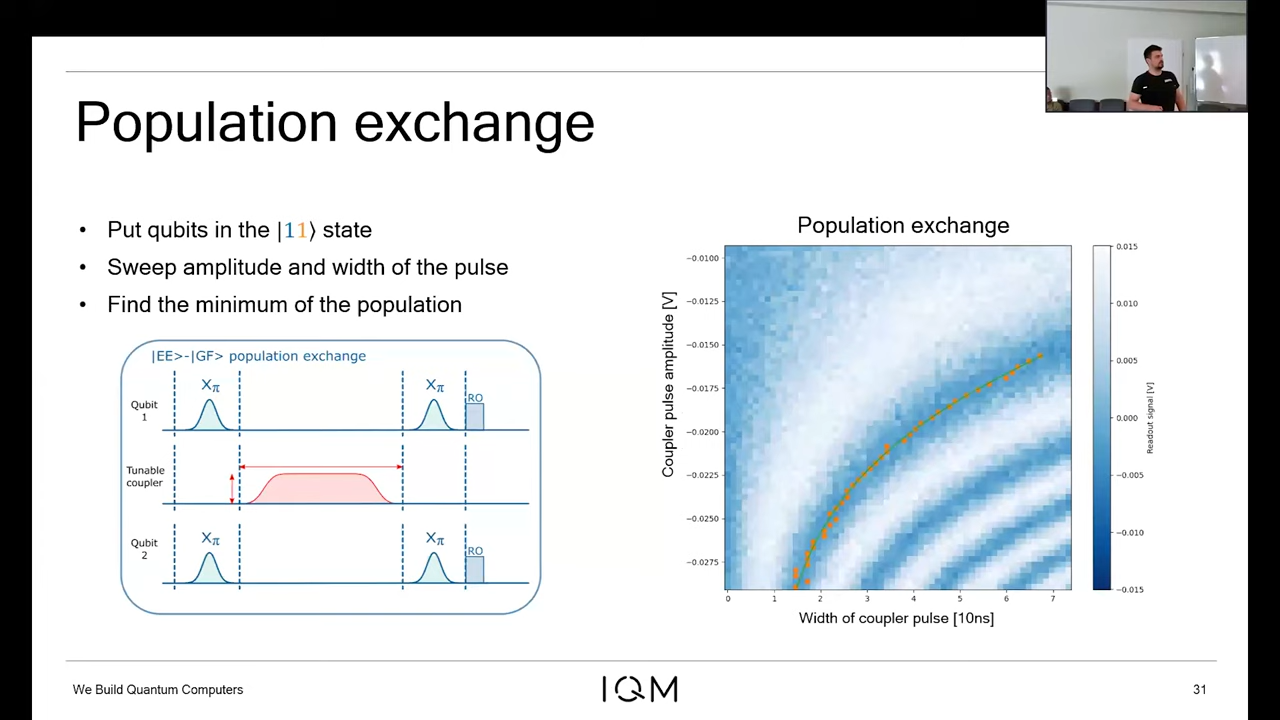 Population exchange
• Put qubits in the |11⟩ state
• Sweep amplitude and width of the pulse
• Find the minimum of the population
|EE>-|GF> population exchange
Qubit
1
Xπ
Xπ
RO
Tunable
coupler
Qubit
2
Xπ
Xπ
RO
Population exchange
Coupler pulse amplitude [V]
−0.0100
−0.0125
−0.0150
−0.0175
−0.0200
−0.0225
−0.0250
−0.0275
0 1 2 3 4 5 6 7
Width of coupler pulse [10ns]
0.015
0.010
0.005
0.000
−0.005
−0.010
−0.015
Readout signal [V]
We Build Quantum Computers
IQM
31